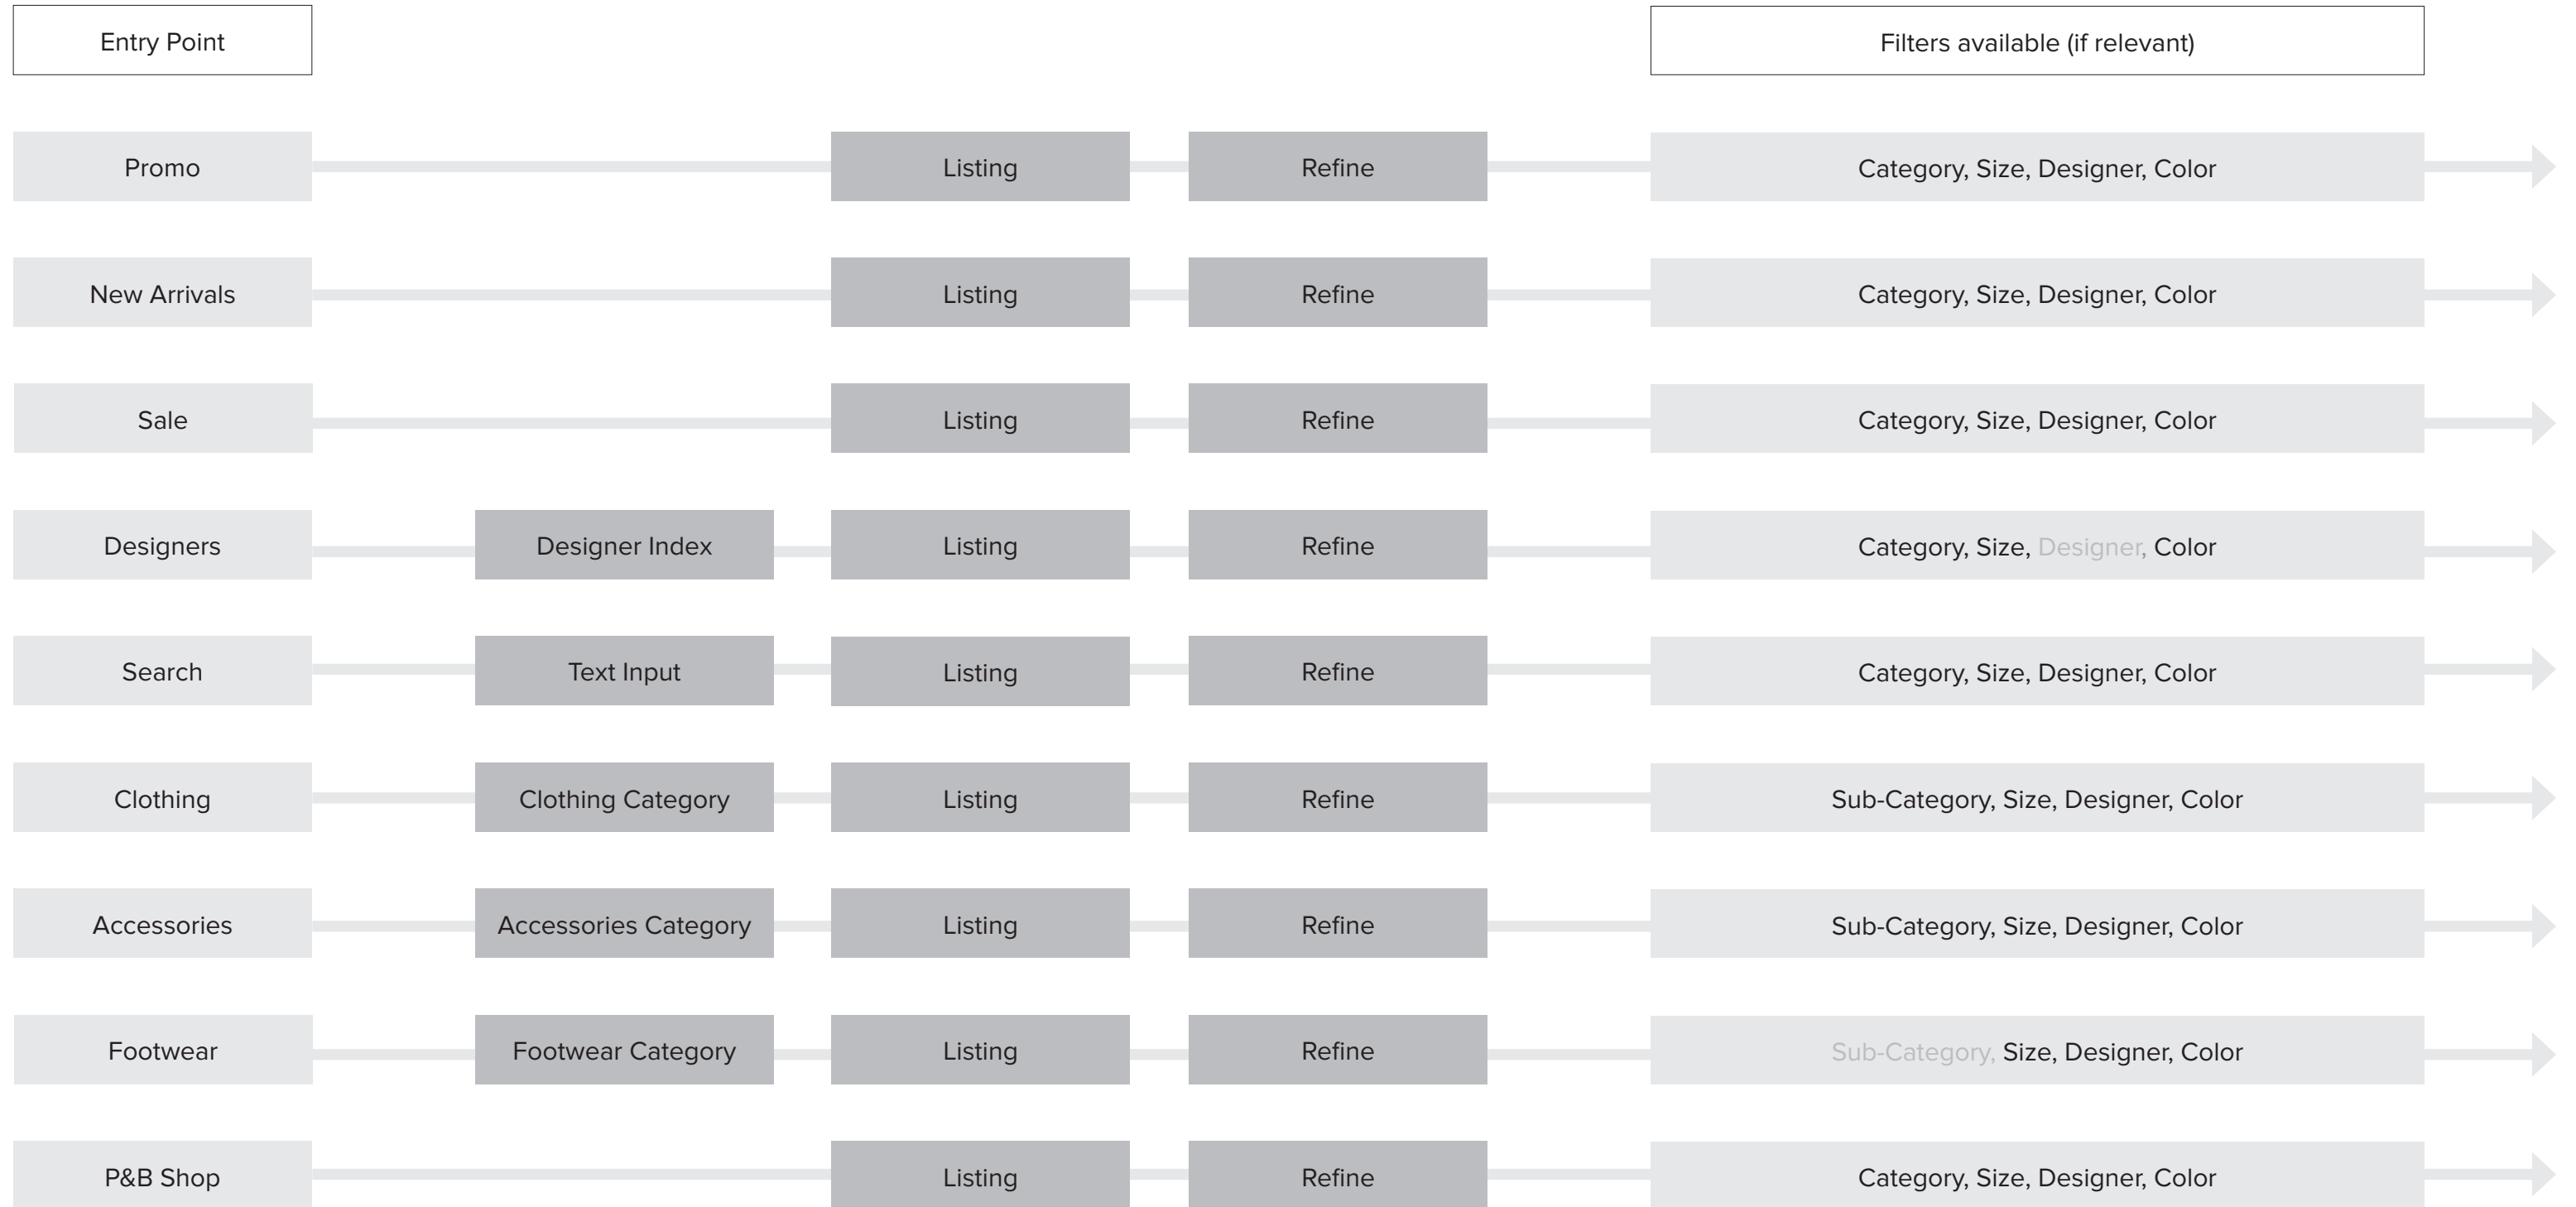 Entry Point
Filters available (if relevant)
Promo
Listing
Refine
Category, Size, Designer, Color
New Arrivals
Listing
Refine
Category, Size, Designer, Color
Sale
Listing
Refine
Category, Size, Designer, Color
Designers
Designer Index
Listing
Refine
Category, Size, Designer, Color
Search
Text Input
Listing
Refine
Category, Size, Designer, Color
Clothing
Clothing Category
Listing
Refine
Sub-Category, Size, Designer, Color
Accessories
Accessories Category
Listing
Refine
Sub-Category, Size, Designer, Color
Footwear
Footwear Category
Listing
Refine
Sub-Category, Size, Designer, Color
P&B Shop
Listing
Refine
Category, Size, Designer, Color